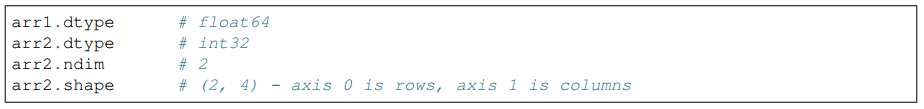 arr1.dtype # float64
arr2.dtype # int32
arr2.ndim # 2
arr2.shape # (2, 4) - axis 0 is rows, axis 1 is columns